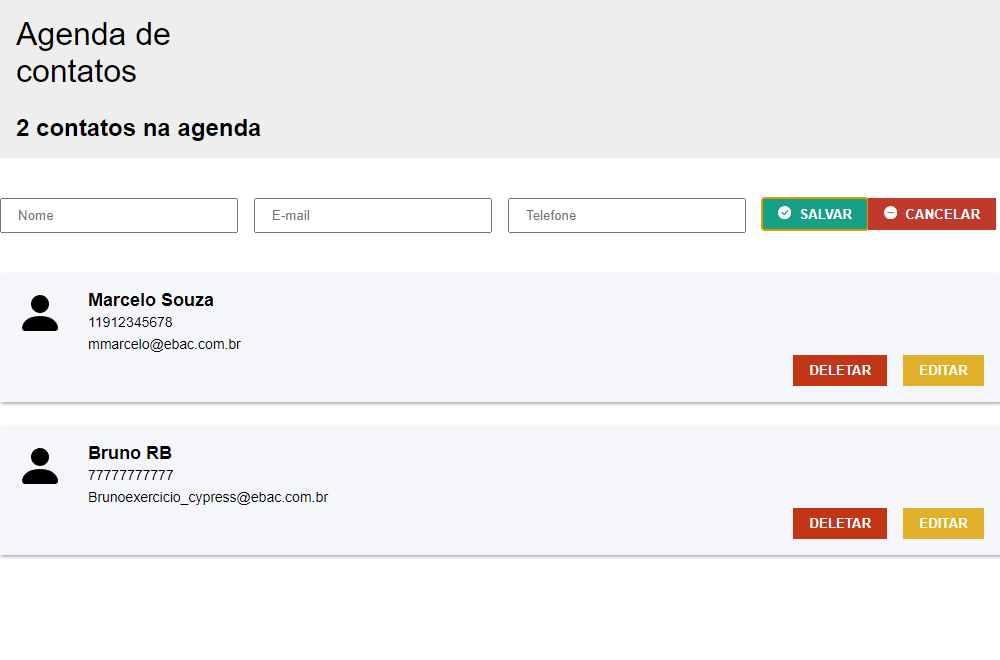 Agenda de
contatos
2 contatos na agenda
Nome E-mail Telefone SALVAR CANCELAR
Marcelo Souza
11912345678
mmarcelo@ebac.com.br
DELETAR EDITAR
Bruno RB
77777777777
Brunoexercicio_cypress@ebac.com.br
DELETAR EDITAR